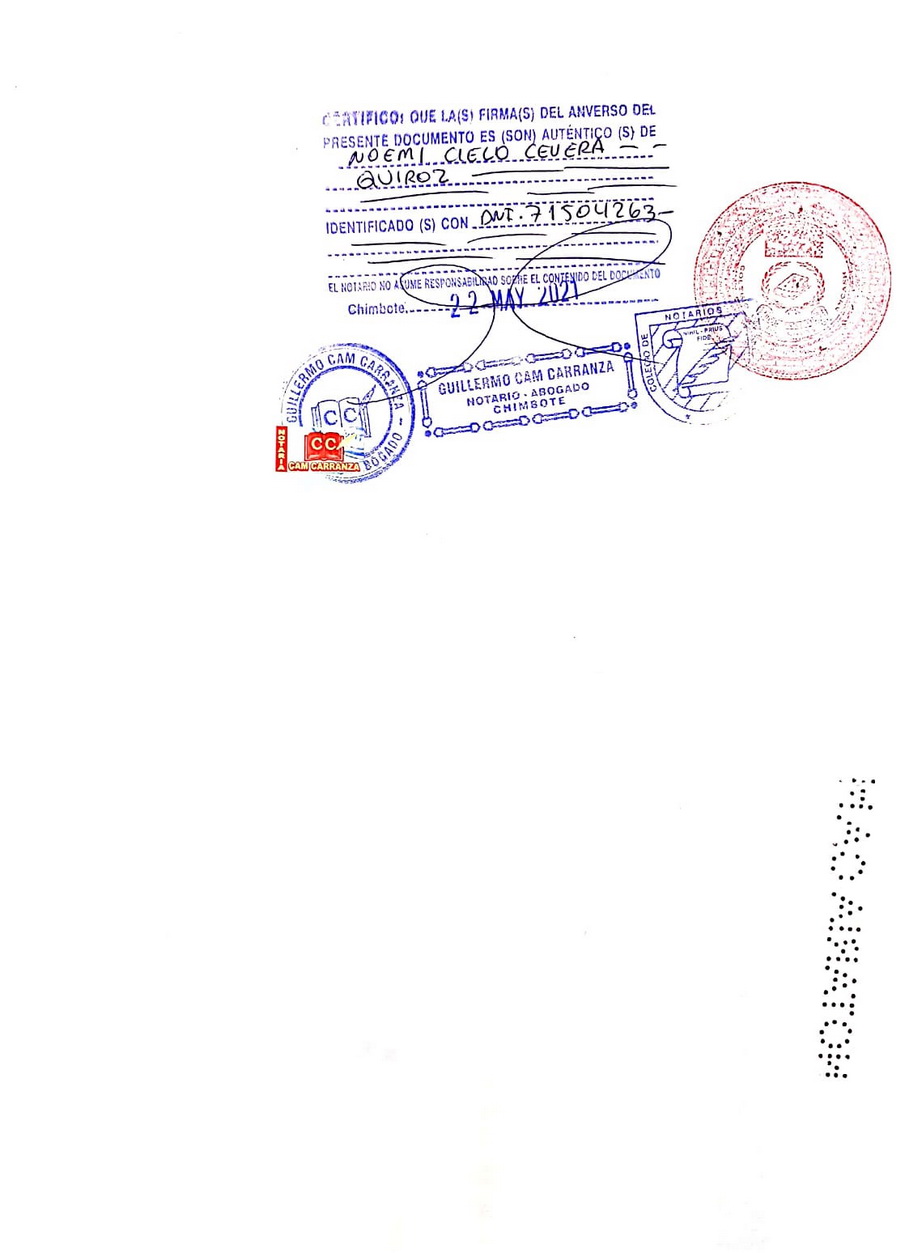 CERTIFICO: QUE LA(S) FIRMA(S) DEL ANVERSO DEL
PRESENTE DOCUMENTO ES (SON) AUTÉNTICO (S) DE
NOEMI CIELO CEVERA
QUIROZ
IDENTIFICADO (S) CON DNI. 71504263
EL NOTARIO NO ASUME RESPONSABILIDAD SOBRE EL CONTENIDO DEL DOCUMENTO
Chimbote, 22 MAY 2021
GUILLERMO CAM CARRANZA
BOGADO
C C
NOTARIA
CC
CAM CARRANZA
GUILLERMO CAM CARRANZA
NOTARIO - ABOGADO
CHIMBOTE
COLEGIO DE
NOTARIOS
NIHIL - PRIUS
FIDE